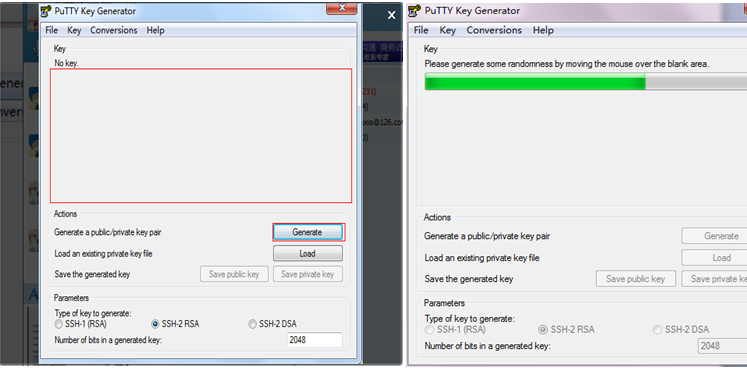 PuTTY Key Generator
File Key Conversions Help
Key
No key.
Actions
Generate a public/private key pair
Generate
Load an existing private key file
Load
Save the generated key
Save public key
Save private key
Parameters
Type of key to generate:
SSH-1 (RSA)
SSH-2 RSA
SSH-2 DSA
Number of bits in a generated key:
2048
x
商务
231)
xia@126.con
PuTTY Key Generator
File Key Conversions Help
Key
Please generate some randomness by moving the mouse over the blank area.
Actions
Generate a public/private key pair
Generate
Load an existing private key file
Load
Save the generated key
Save public key
Save private ke
Parameters
Type of key to generate:
SSH-1 (RSA)
SSH-2 RSA
SSH-2 DSA
Number of bits in a generated key:
2048